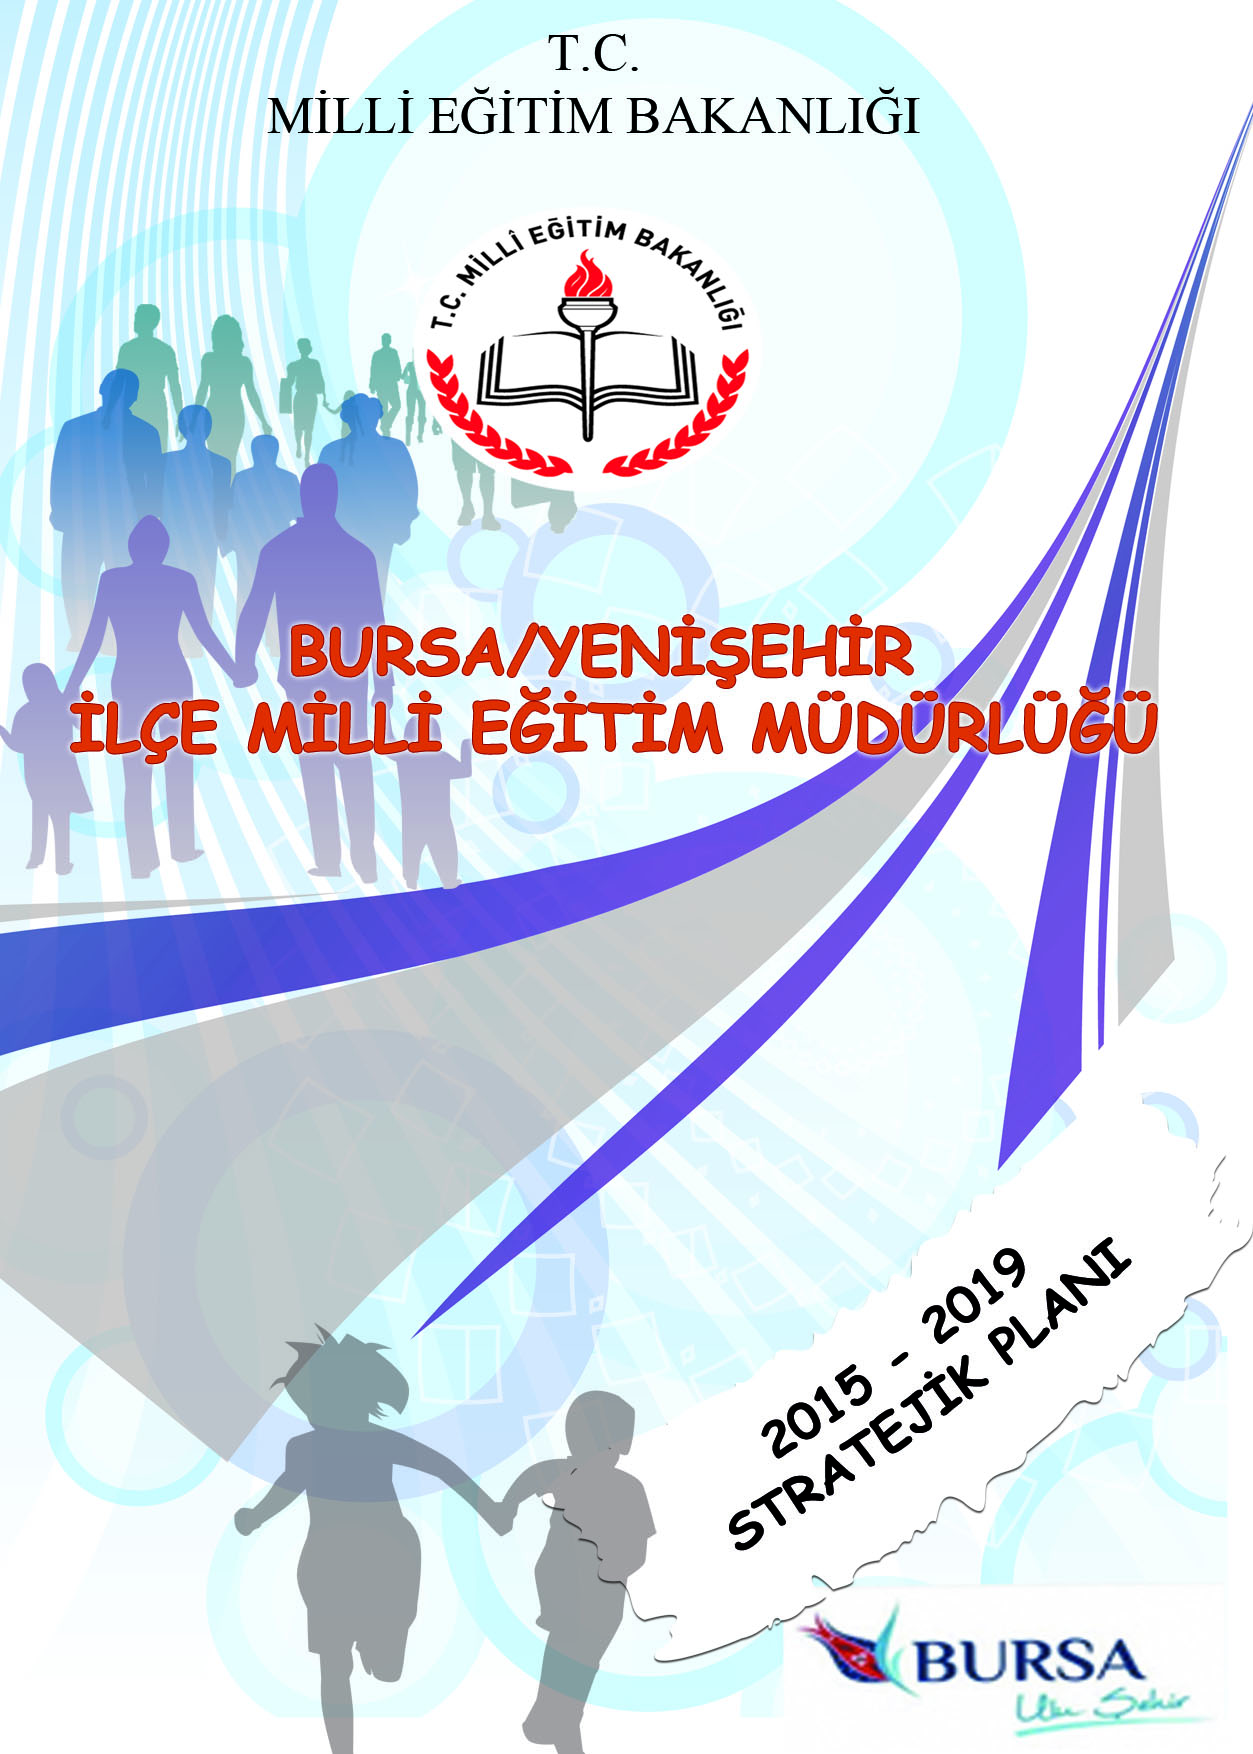 T.C.
MİLLİ EĞİTİM BAKANLIĞI
T.C. MİLLÎ EĞİTİM BAKANLIĞI
BURSA/YENİŞEHİR
İLÇE MİLLİ EĞİTİM MÜDÜRLÜĞÜ
2015 - 2019
STRATEJİK PLANI
BURSA
Şehir